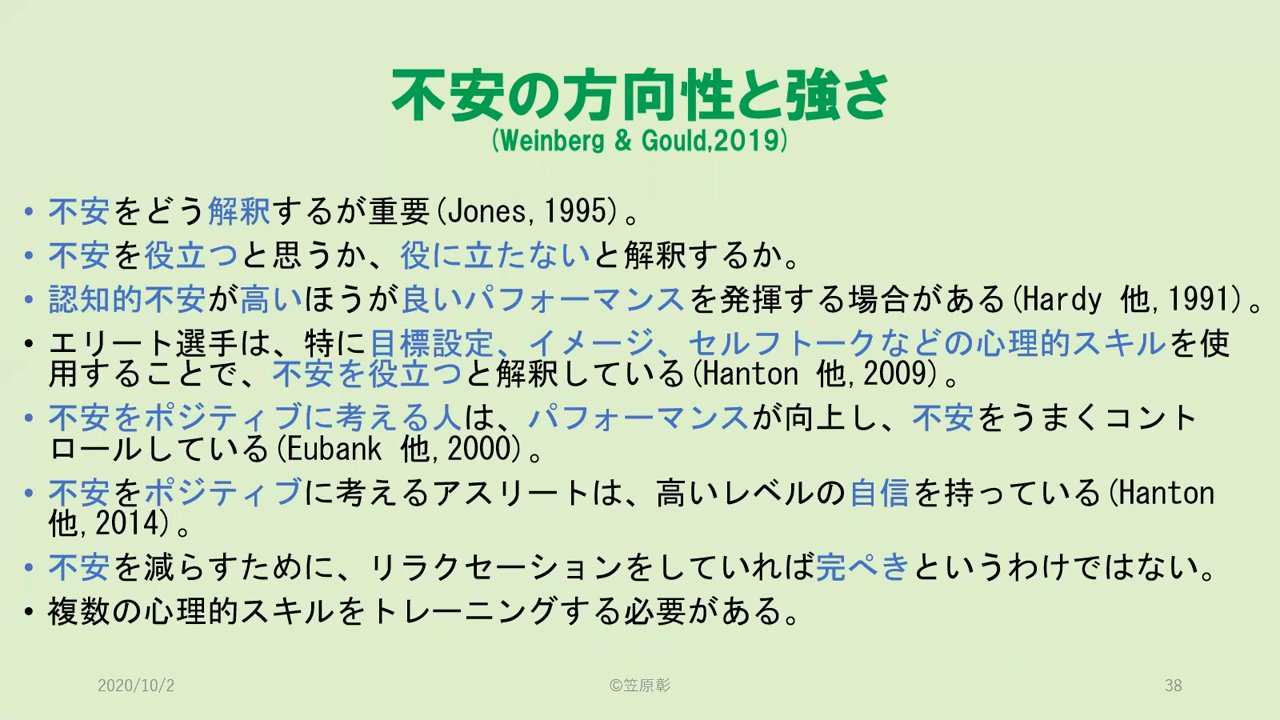 不安の方向性と強さ
(Weinberg & Gould,2019)
• 不安をどう解釈するが重要(Jones,1995)。
• 不安を役立つと思うか、役に立たないと解釈するか。
• 認知的不安が高いほうが良いパフォーマンスを発揮する場合がある(Hardy 他,1991)。
• エリート選手は、特に目標設定、イメージ、セルフトークなどの心理的スキルを使
用することで、不安を役立つと解釈している(Hanton 他,2009)。
• 不安をポジティブに考える人は、パフォーマンスが向上し、不安をうまくコント
ロールしている(Eubank 他,2000)。
• 不安をポジティブに考えるアスリートは、高いレベルの自信を持っている(Hanton
他,2014)。
• 不安を減らすために、リラクセーションをしていれば完ぺきというわけではない。
• 複数の心理的スキルをトレーニングする必要がある。
2020/10/2 ©笠原彰 38